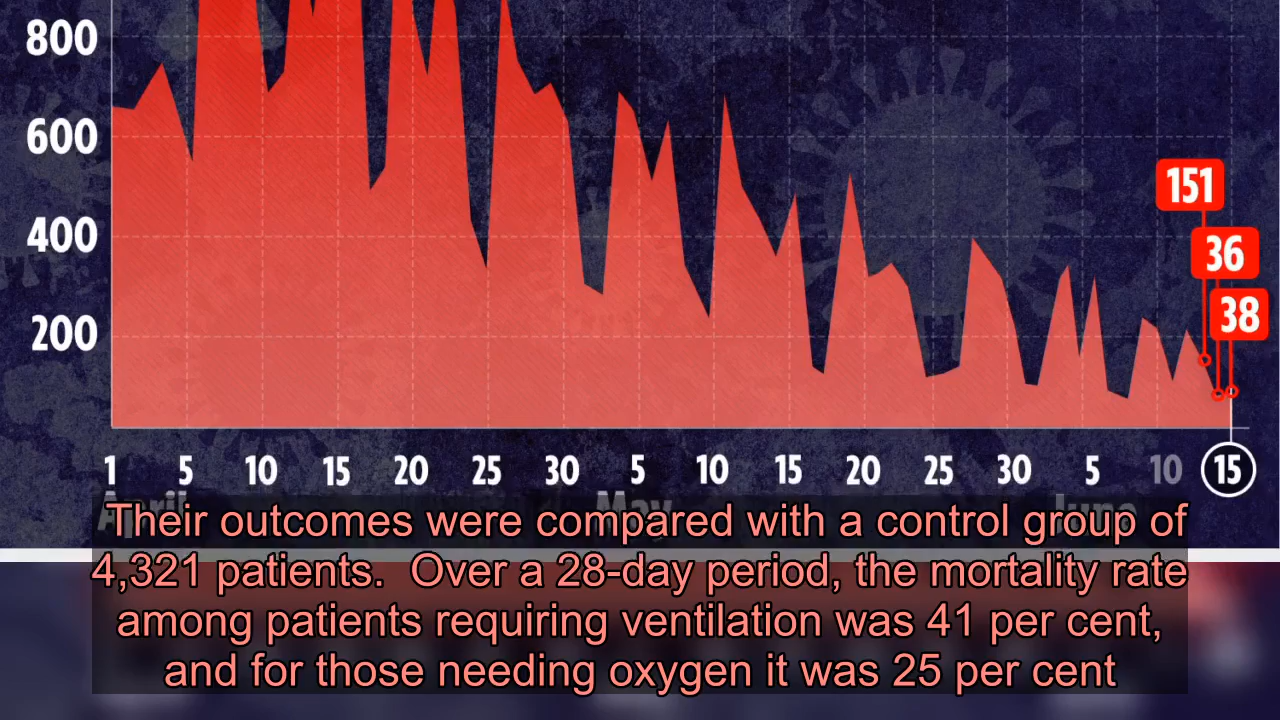 800
600
400
200
151
36
38
1 5 10 15 20 25 30 5 10 15 20 25 30 5 10 15
April May June
Their outcomes were compared with a control group of
4,321 patients. Over a 28-day period, the mortality rate
among patients requiring ventilation was 41 per cent,
and for those needing oxygen it was 25 per cent